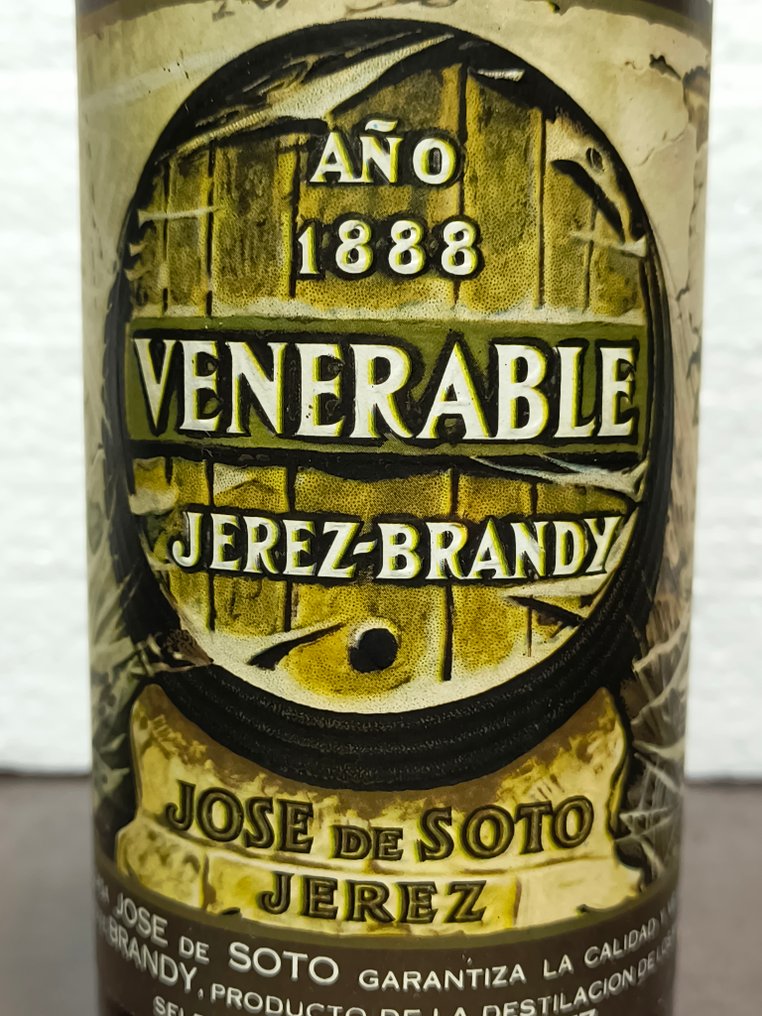 AÑO
1888
VENERABLE
JEREZ-BRANDY
JOSE DE SOTO
JEREZ
JOSE DE SOTO GARANTIZA LA CALIDAD Y
BRANDY, PRODUCTO DE LA DESTILACION DE